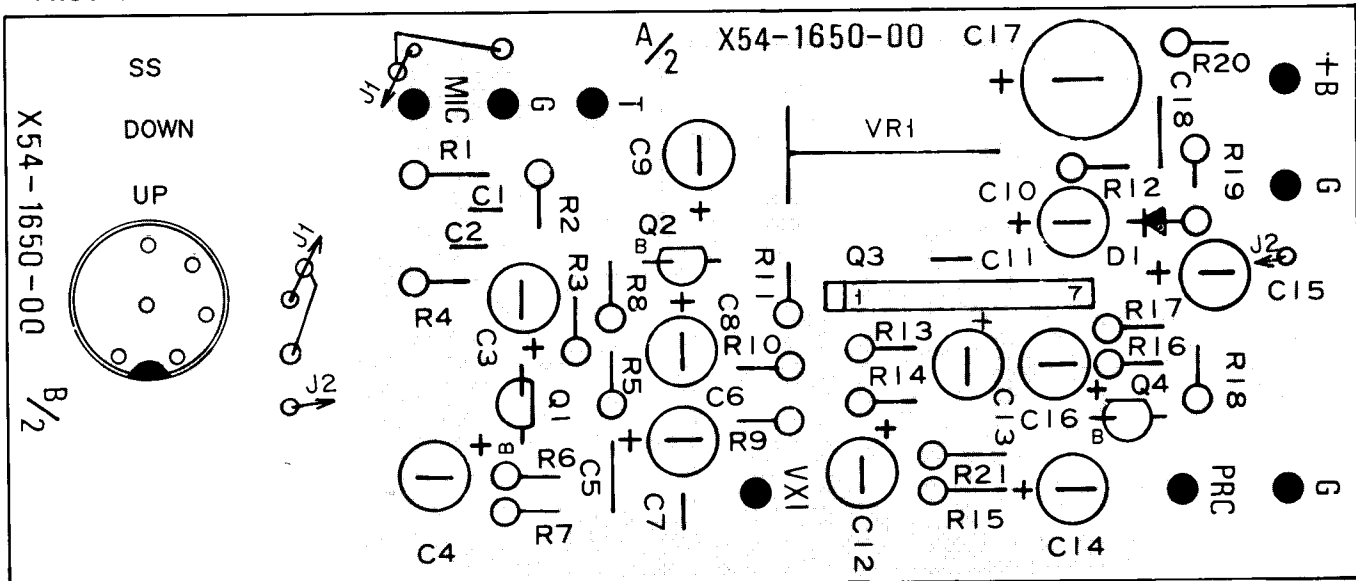 SS
DOWN
UP
X54-1650-00 B/2
J1
J2
J1
MIC
G
T
A/2 X54-1650-00
C17
R20
+B
C18
VR1
R1
C9
R12
R19
G
C1
R2
C10
C2
Q2
B
R11
Q3
C11
D1
J2
C15
R4
C3
R3
R8
C8
1
7
R17
R10
R13
R16
R5
R14
R18
Q1
C6
C13
C16
Q4
B
B
R9
R6
C5
VX1
R21
PRC
G
R7
C7
R15
C4
C12
C14